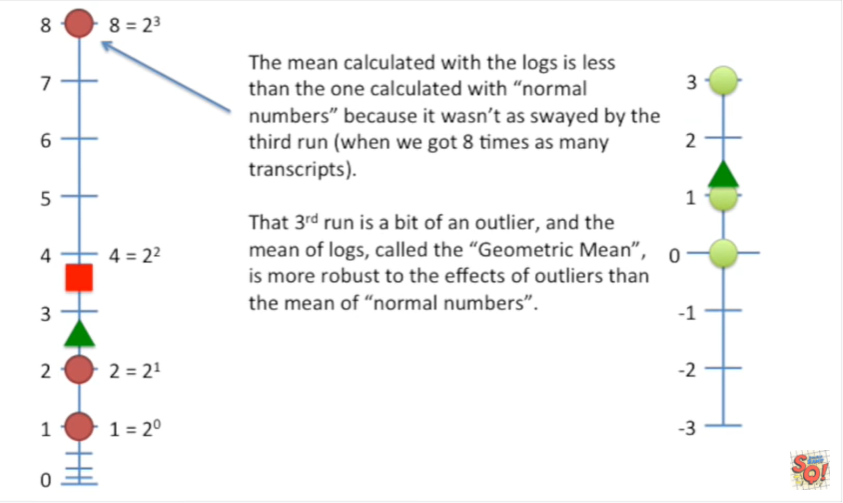 8
8 = 2³
7
6
5
4
4 = 2²
3
2
2 = 2¹
1
1 = 2⁰
0
The mean calculated with the logs is less
than the one calculated with “normal
numbers” because it wasn’t as swayed by the
third run (when we got 8 times as many
transcripts).
That 3ʳᵈ run is a bit of an outlier, and the
mean of logs, called the “Geometric Mean”,
is more robust to the effects of outliers than
the mean of “normal numbers”.
3
2
1
0
-1
-2
-3
SQ!